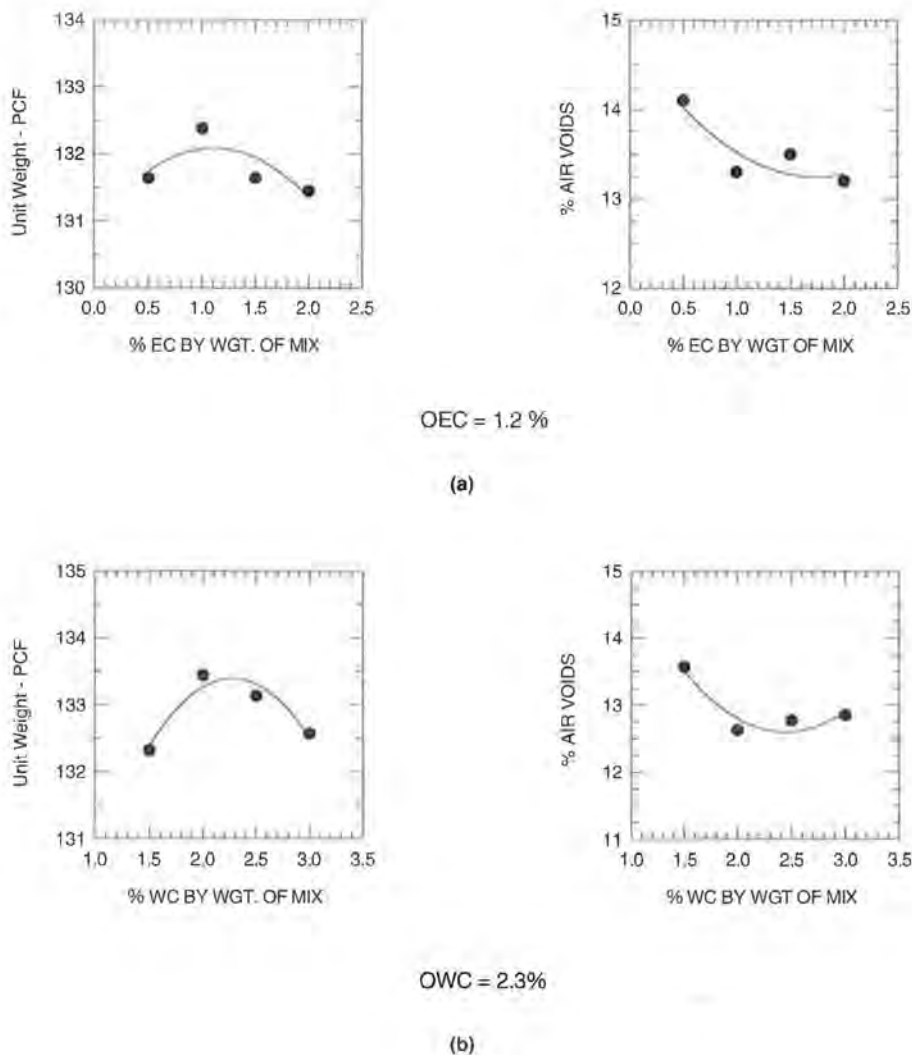 134
133
132
131
130
Unit Weight - PCF
0.0 0.5 1.0 1.5 2.0 2.5
% EC BY WGT. OF MIX
15
14
13
12
% AIR VOIDS
0.0 0.5 1.0 1.5 2.0 2.5
% EC BY WGT OF MIX
OEC = 1.2 %
(a)
135
134
133
132
131
Unit Weight - PCF
1.0 1.5 2.0 2.5 3.0 3.5
% WC BY WGT. OF MIX
15
14
13
12
11
% AIR VOIDS
1.0 1.5 2.0 2.5 3.0 3.5
% WC BY WGT OF MIX
OWC = 2.3%
(b)